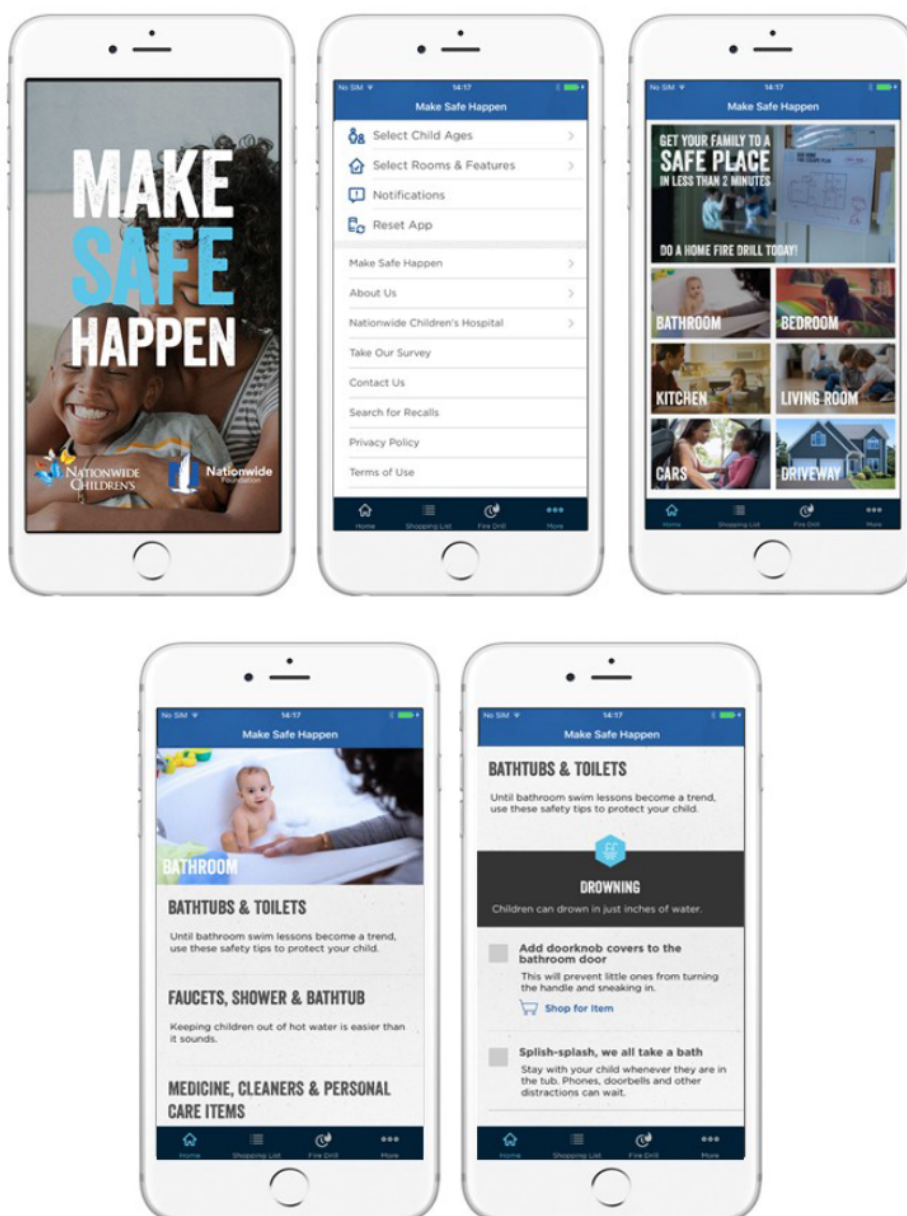 MAKE
SAFE
HAPPEN
NATIONWIDE
CHILDREN'S
Nationwide
Foundation
No SIM 14:17
Make Safe Happen
Select Child Ages
Select Rooms & Features
Notifications
Reset App
Make Safe Happen
About Us
Nationwide Children's Hospital
Take Our Survey
Contact Us
Search for Recalls
Privacy Policy
Terms of Use
Home Shopping List Fire Drill More
No SIM 14:17
Make Safe Happen
GET YOUR FAMILY TO A
SAFE PLACE
IN LESS THAN 2 MINUTES
DO A HOME FIRE DRILL TODAY!
BATHROOM BEDROOM
KITCHEN LIVING ROOM
CARS DRIVEWAY
Home Shopping List Fire Drill More
No SIM 14:17
Make Safe Happen
BATHROOM
BATHTUBS & TOILETS
Until bathroom swim lessons become a trend,
use these safety tips to protect your child.
FAUCETS, SHOWER & BATHTUB
Keeping children out of hot water is easier than
it sounds.
MEDICINE, CLEANERS & PERSONAL
CARE ITEMS
Home Shopping List Fire Drill More
No SIM 14:17
Make Safe Happen
BATHTUBS & TOILETS
Until bathroom swim lessons become a trend,
use these safety tips to protect your child.
DROWNING
Children can drown in just inches of water.
Add doorknob covers to the
bathroom door
This will prevent little ones from turning
the handle and sneaking in.
Shop for Item
Splish-splash, we all take a bath
Stay with your child whenever they are in
the tub. Phones, doorbells and other
distractions can wait.
Home Shopping List Fire Drill More